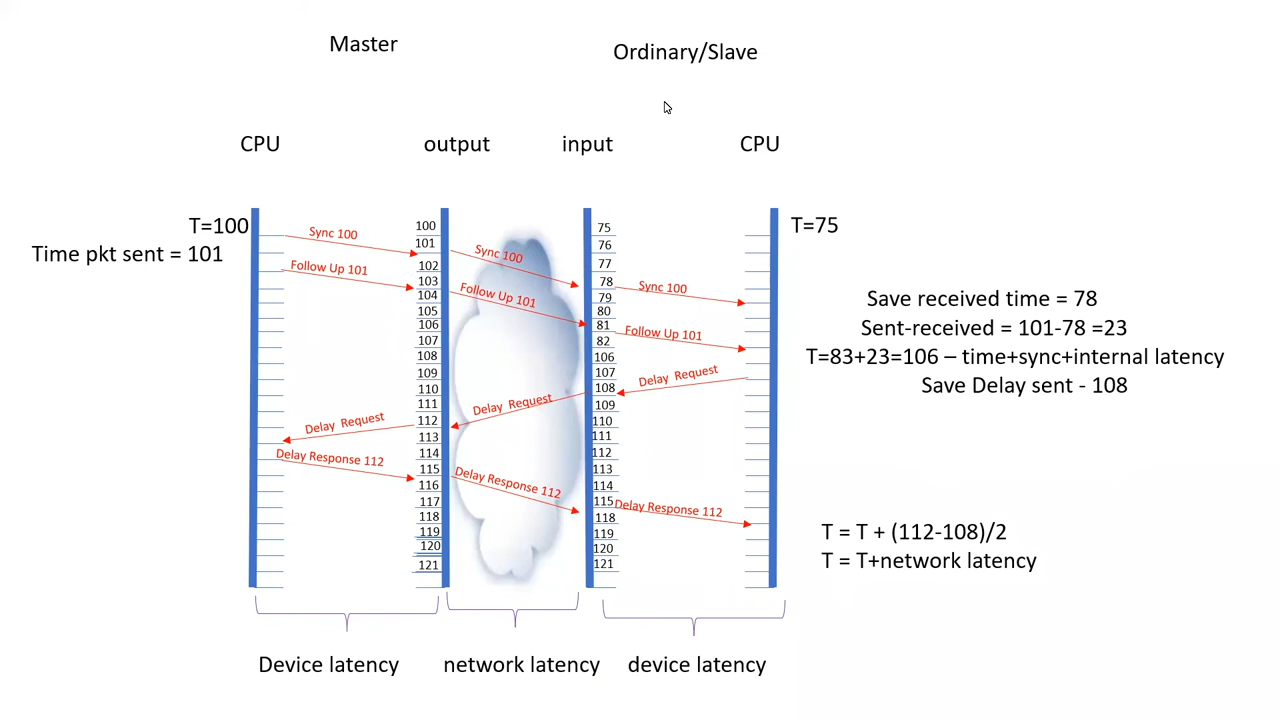 Master
Ordinary/Slave
CPU
output
input
CPU
T=100
Time pkt sent = 101
Sync 100
Follow Up 101
Delay Request
Delay Response 112
100
101
102
103
104
105
106
107
108
109
110
111
112
113
114
115
116
117
118
119
120
121
Sync 100
Follow Up 101
Delay Request
Delay Response 112
75
76
77
78
79
80
81
82
106
107
108
109
110
111
112
113
114
115
118
119
120
121
Sync 100
Follow Up 101
Delay Request
Delay Response 112
T=75
Save received time = 78
Sent-received = 101-78 =23
T=83+23=106 – time+sync+internal latency
Save Delay sent - 108
T = T + (112-108)/2
T = T+network latency
Device latency
network latency
device latency